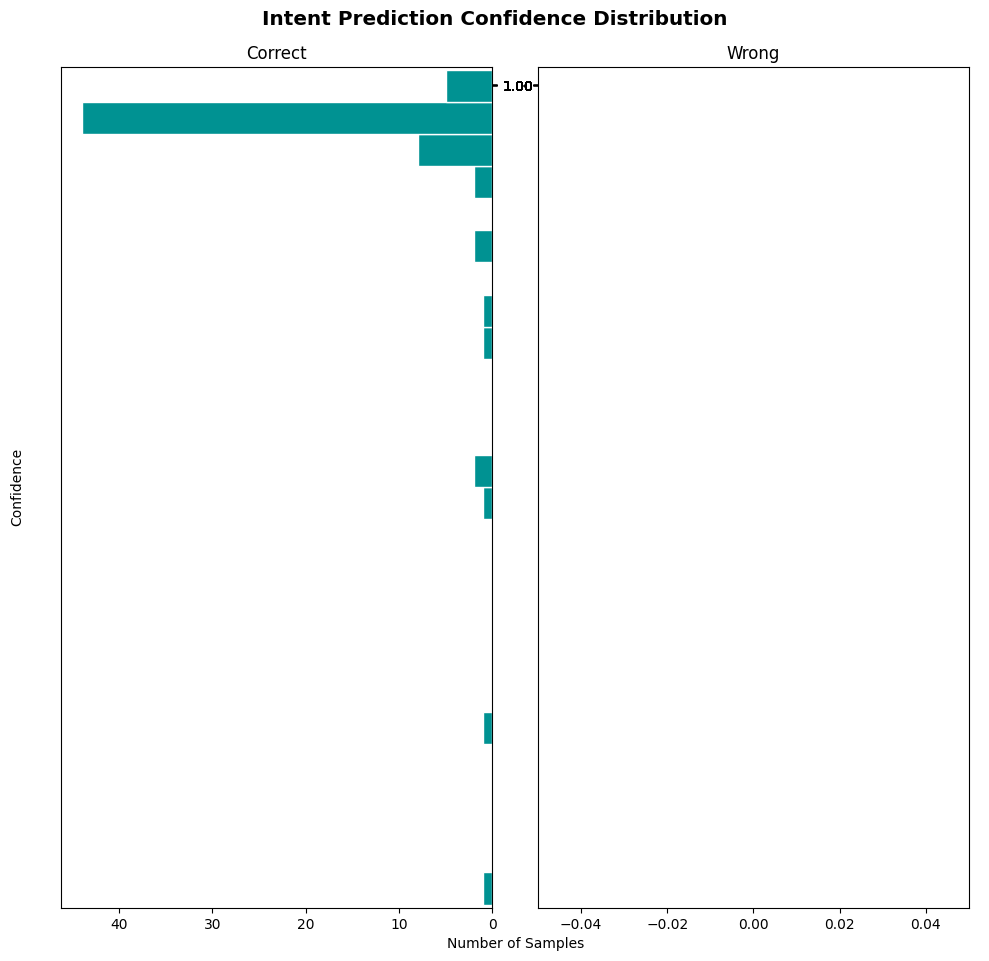 Intent Prediction Confidence Distribution
Correct
Wrong
1.00
Confidence
40 30 20 10 0
−0.04 −0.02 0.00 0.02 0.04
Number of Samples